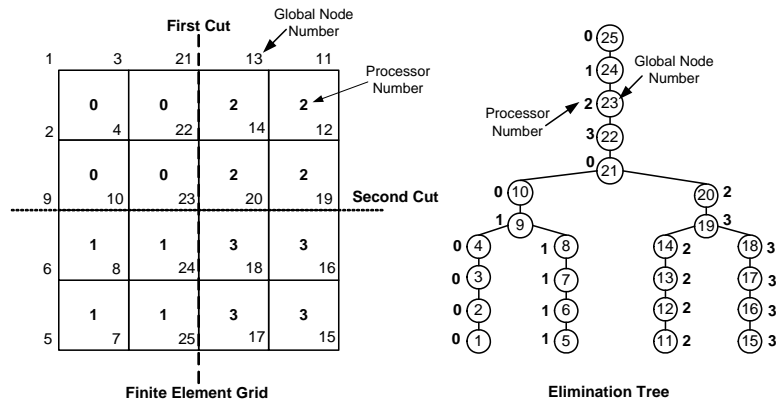 First Cut
Global Node
Number
1 3 21 13 11
Processor
Number
0 0 2 2
2 4 22 14 12
0 0 2 2
9 10 23 20 19
Second Cut
1 1 3 3
6 8 24 18 16
1 1 3 3
5 7 25 17 15
Finite Element Grid
0 25
1 24
Global Node
Number
Processor
Number
2 23
3 22
0 21
0 10 20 2
1 9 19 3
0 4 1 8 14 2 18 3
0 3 1 7 13 2 17 3
0 2 1 6 12 2 16 3
0 1 1 5 11 2 15 3
Elimination Tree